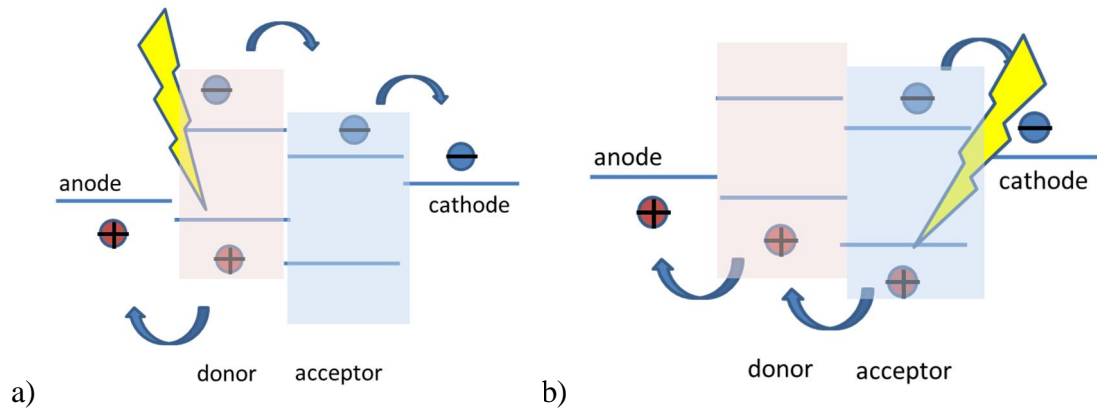 anode
cathode
donor acceptor
a)
anode
cathode
donor acceptor
b)